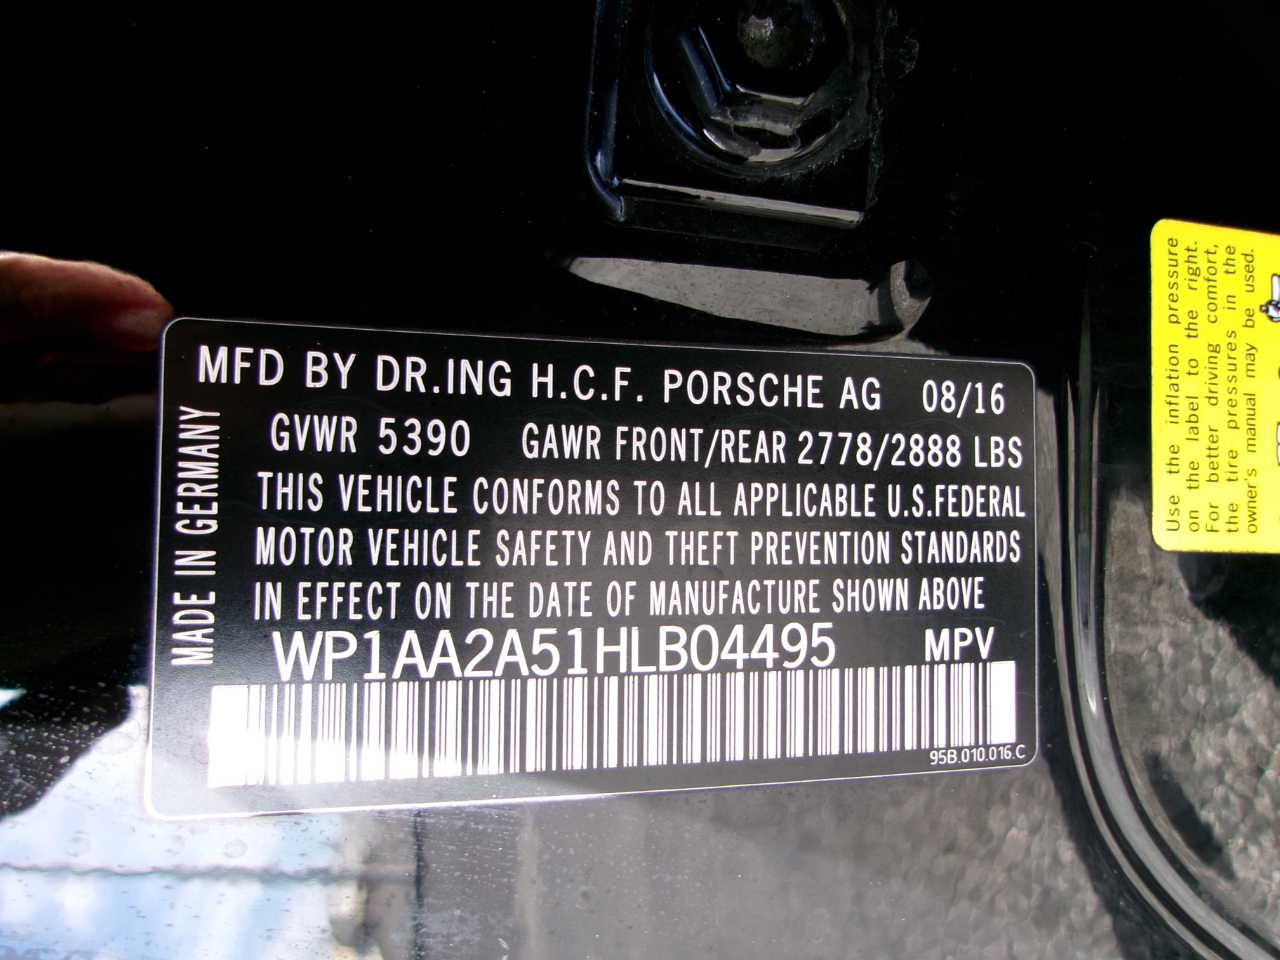 MFD BY DR.ING H.C.F. PORSCHE AG 08/16
GVWR 5390 GAWR FRONT/REAR 2778/2888 LBS
THIS VEHICLE CONFORMS TO ALL APPLICABLE U.S.FEDERAL
MOTOR VEHICLE SAFETY AND THEFT PREVENTION STANDARDS
IN EFFECT ON THE DATE OF MANUFACTURE SHOWN ABOVE
WP1AA2A51HLB04495 MPV
95B.010.016.C
MADE IN GERMANY
Use the inflation pressure
on the label to the right.
For better driving comfort,
the tire pressures in the
owner's manual may be used.